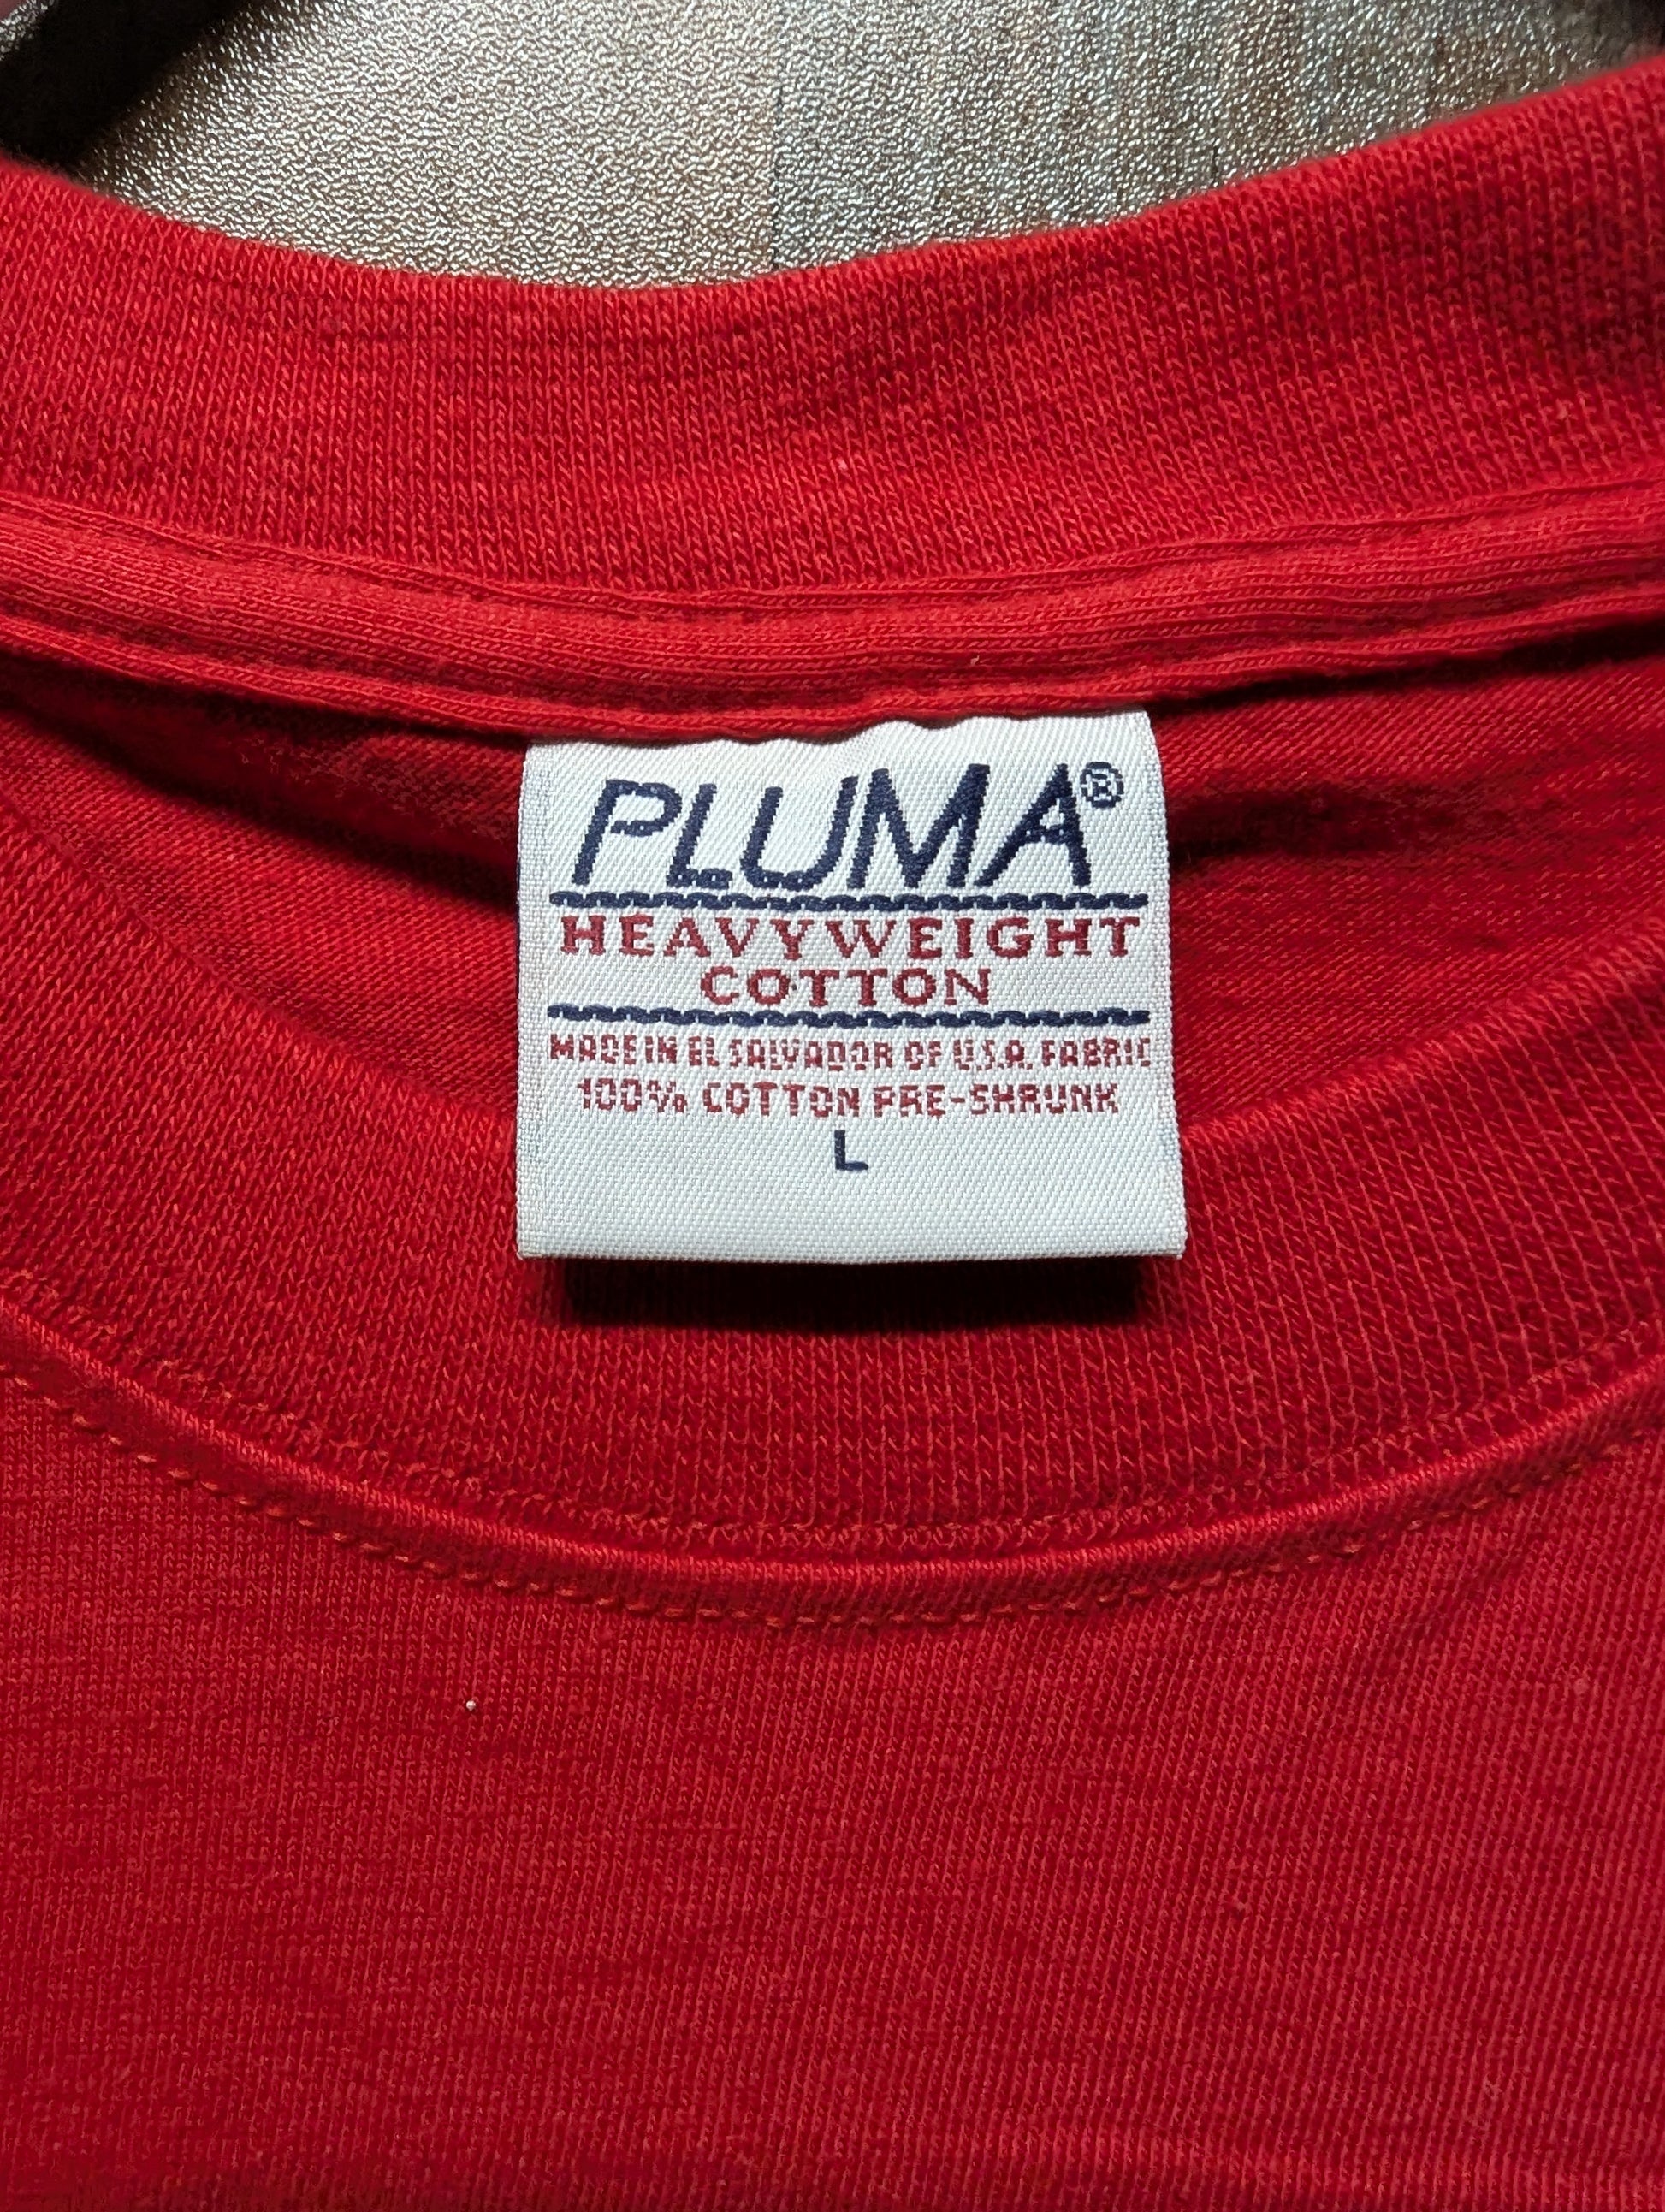 PLUMA®
HEAVYWEIGHT
COTTON
MADE IN EL SALVADOR OF U.S.A. FABRIC
100% COTTON PRE-SHRUNK
L